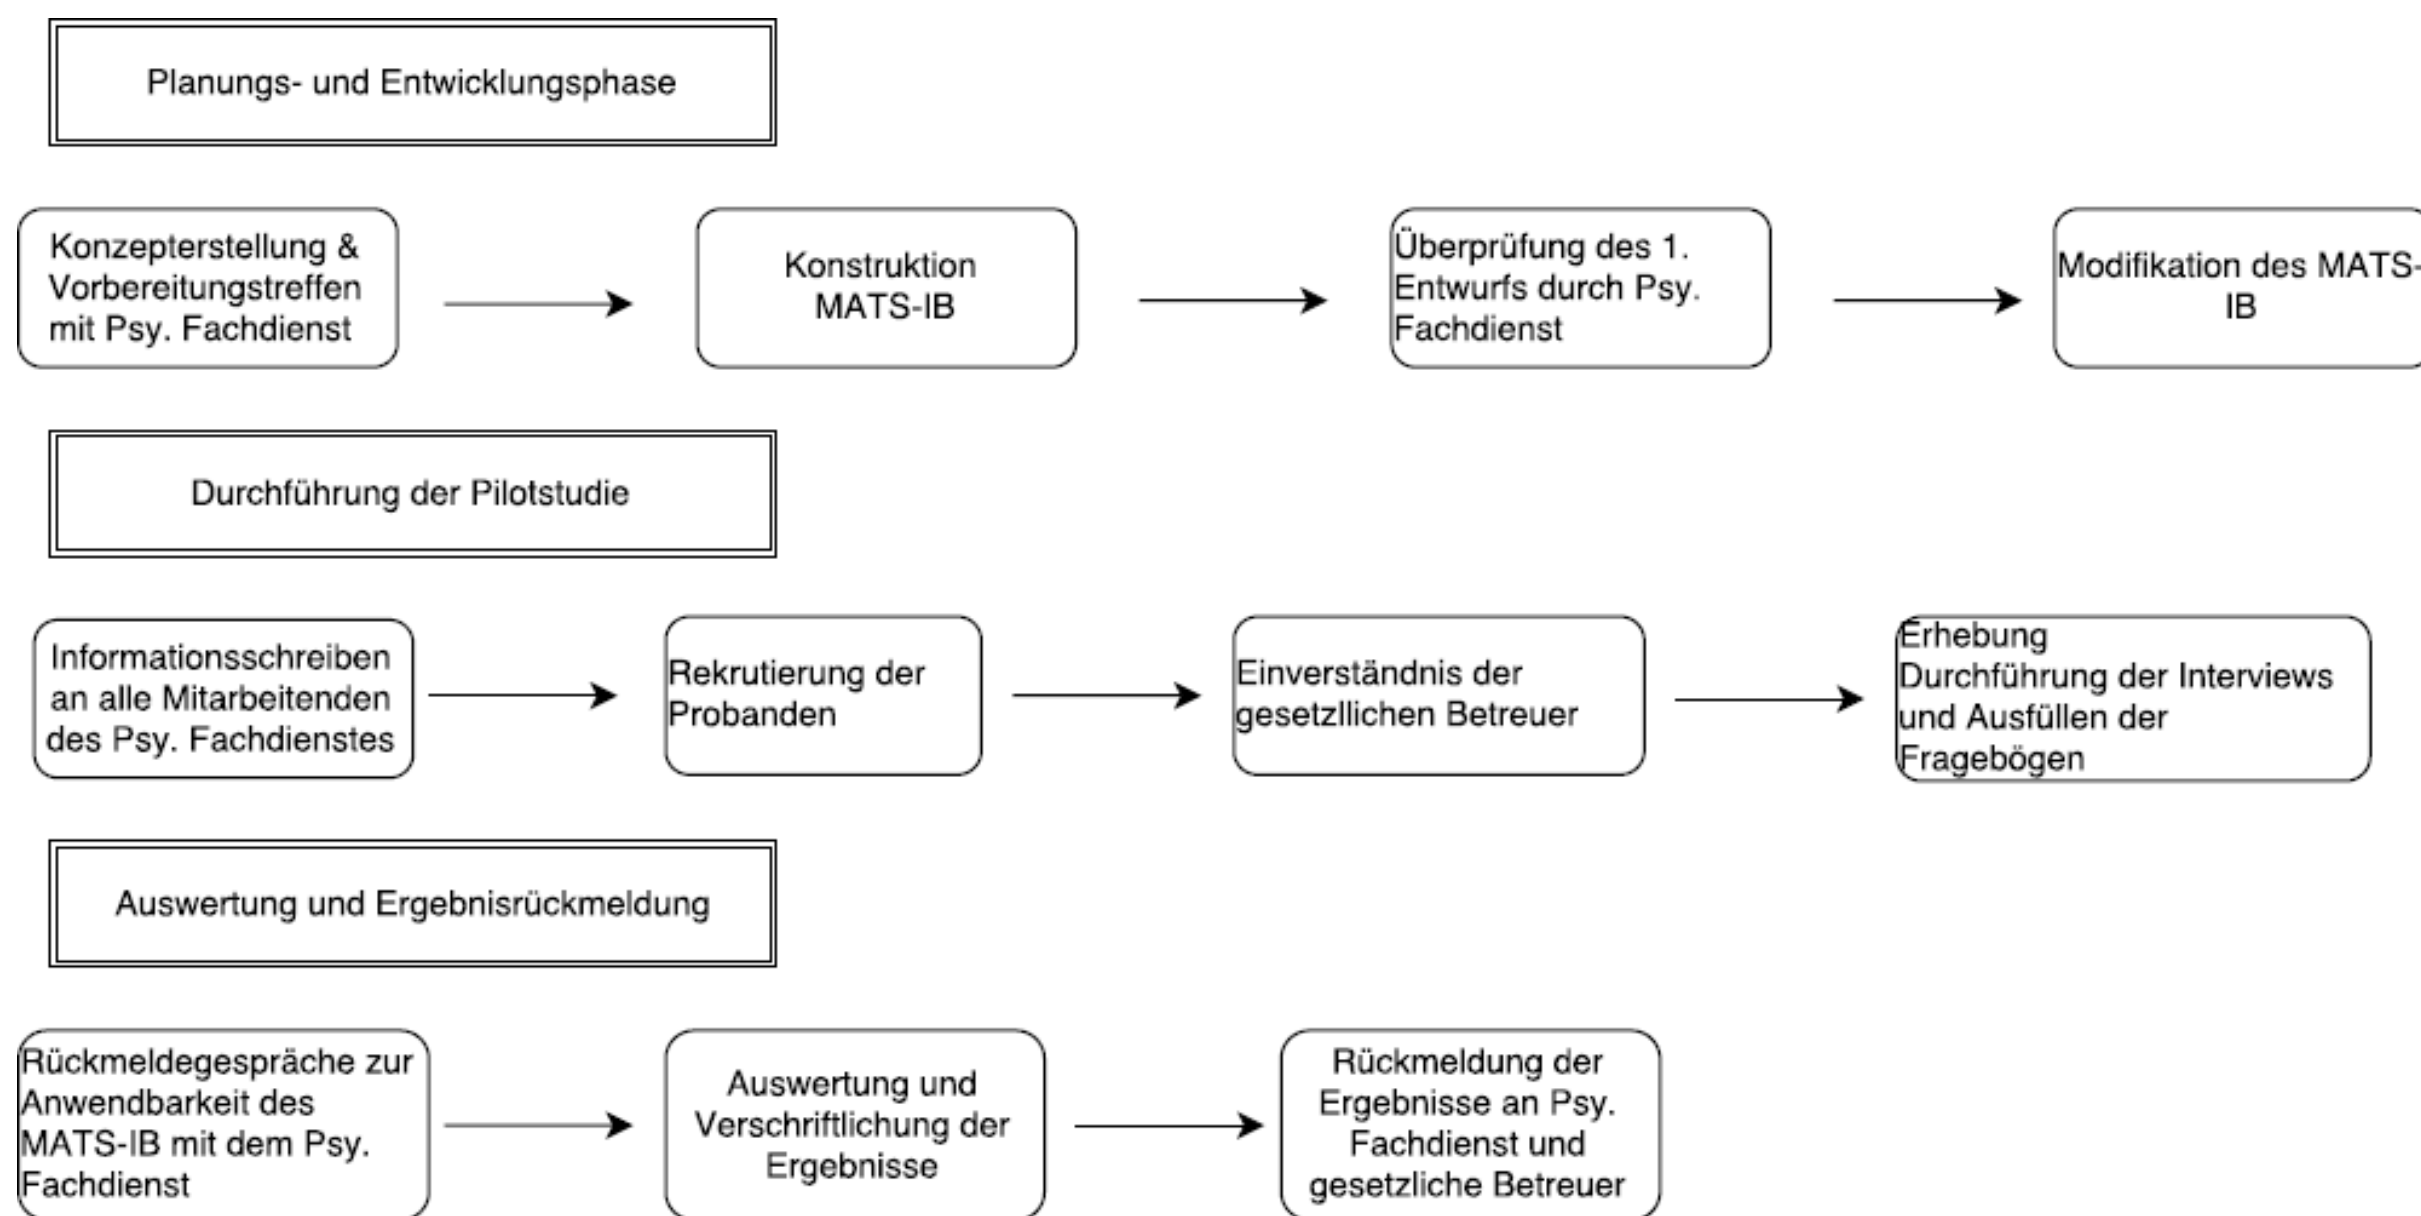 Planungs- und Entwicklungsphase
Konzepterstellung &
Vorbereitungstreffen
mit Psy. Fachdienst
Konstruktion
MATS-IB
Überprüfung des 1.
Entwurfs durch Psy.
Fachdienst
Modifikation des MATS-
IB
Durchführung der Pilotstudie
Informationsschreiben
an alle Mitarbeitenden
des Psy. Fachdienstes
Rekrutierung der
Probanden
Einverständnis der
gesetzllichen Betreuer
Erhebung
Durchführung der Interviews
und Ausfüllen der
Fragebögen
Auswertung und Ergebnisrückmeldung
Rückmeldegespräche zur
Anwendbarkeit des
MATS-IB mit dem Psy.
Fachdienst
Auswertung und
Verschriftlichung der
Ergebnisse
Rückmeldung der
Ergebnisse an Psy.
Fachdienst und
gesetzliche Betreuer